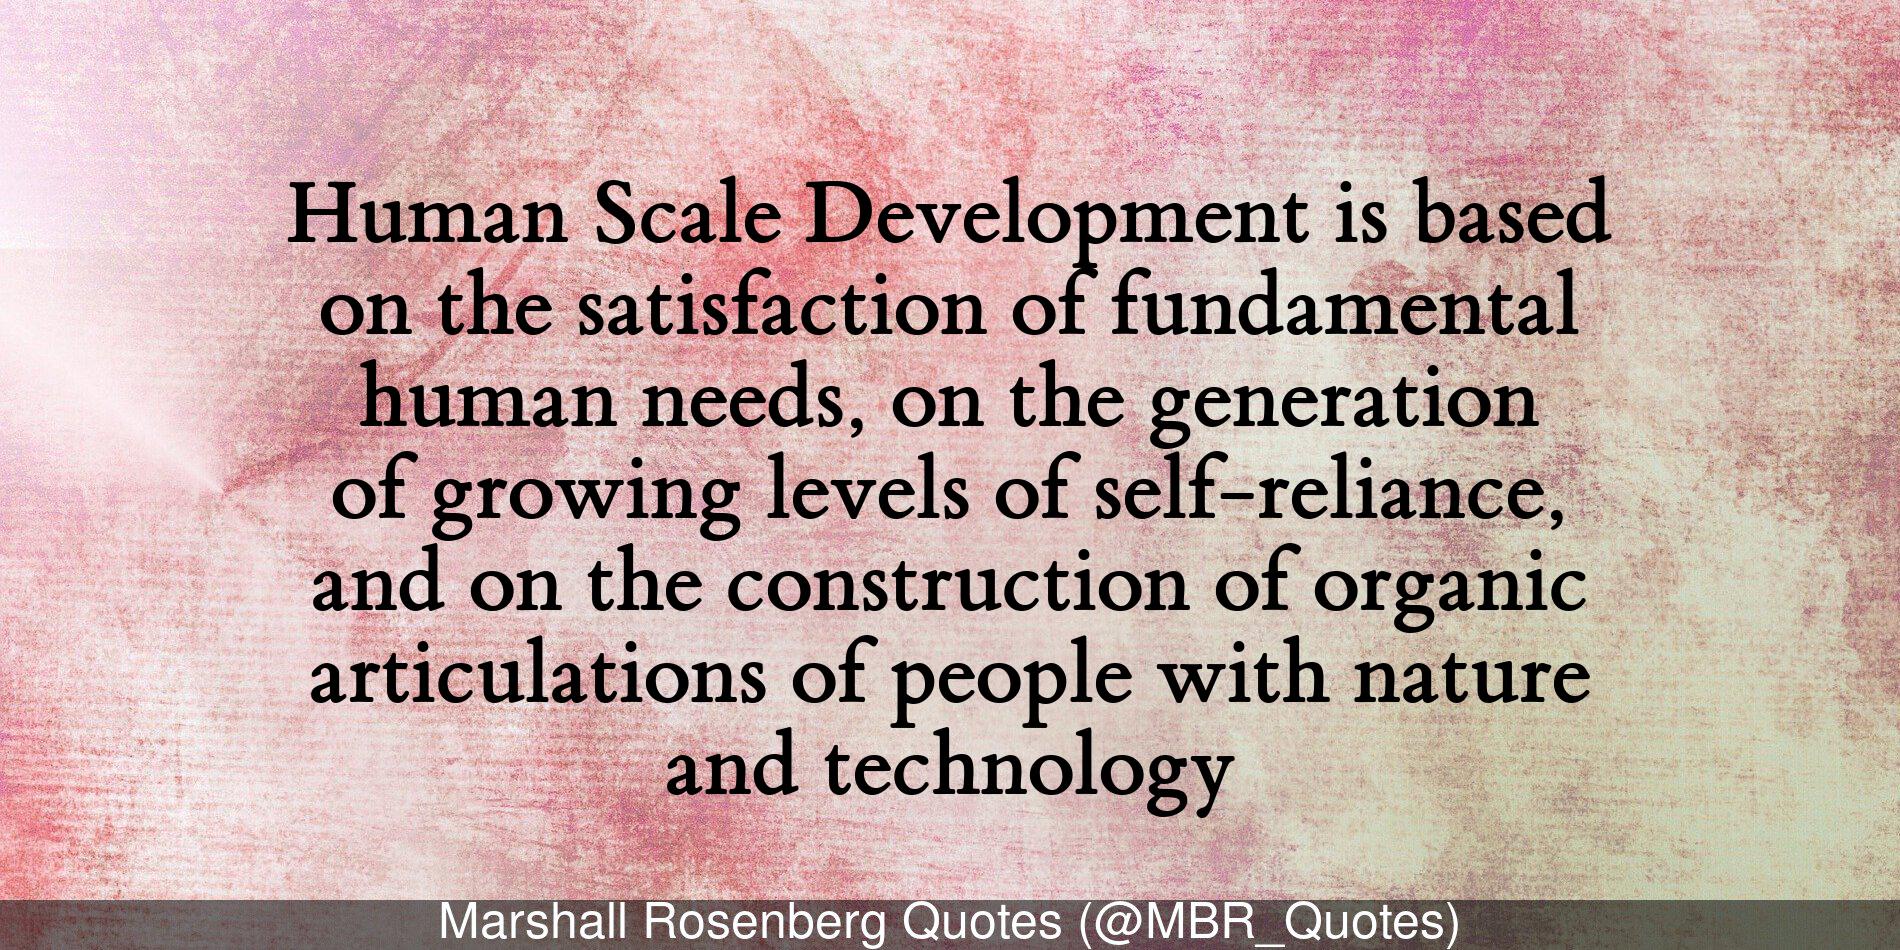 Human Scale Development is based
on the satisfaction of fundamental
human needs, on the generation
of growing levels of self-reliance,
and on the construction of organic
articulations of people with nature
and technology
Marshall Rosenberg Quotes (@MBR_Quotes)